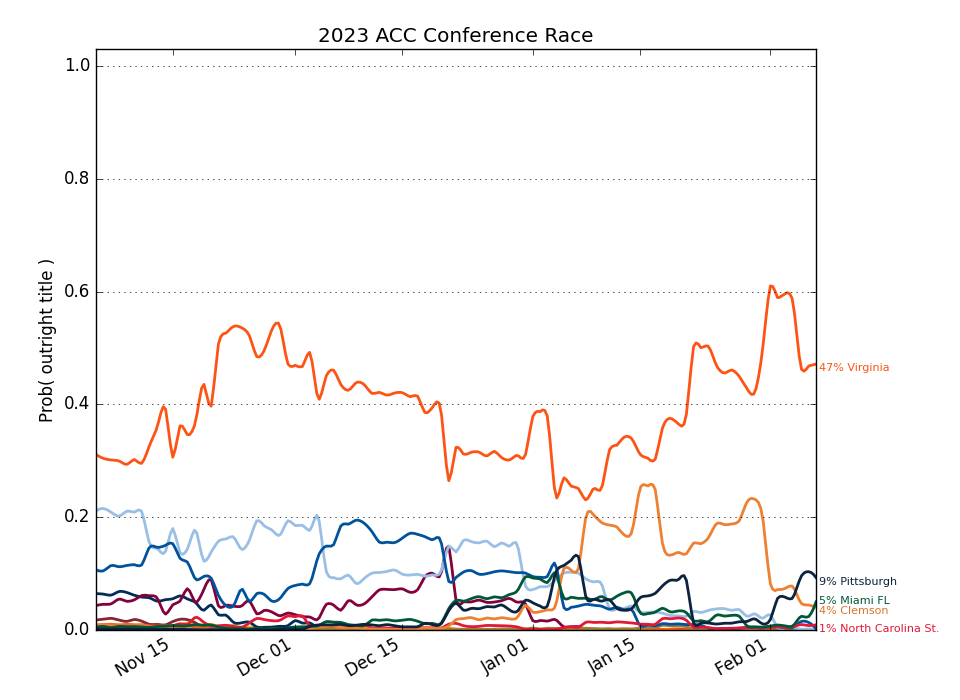 2023 ACC Conference Race
Prob( outright title )
1.0
0.8
0.6
0.4
0.2
0.0
47% Virginia
9% Pittsburgh
5% Miami FL
4% Clemson
1% North Carolina St.
Nov 15
Dec 01
Dec 15
Jan 01
Jan 15
Feb 01